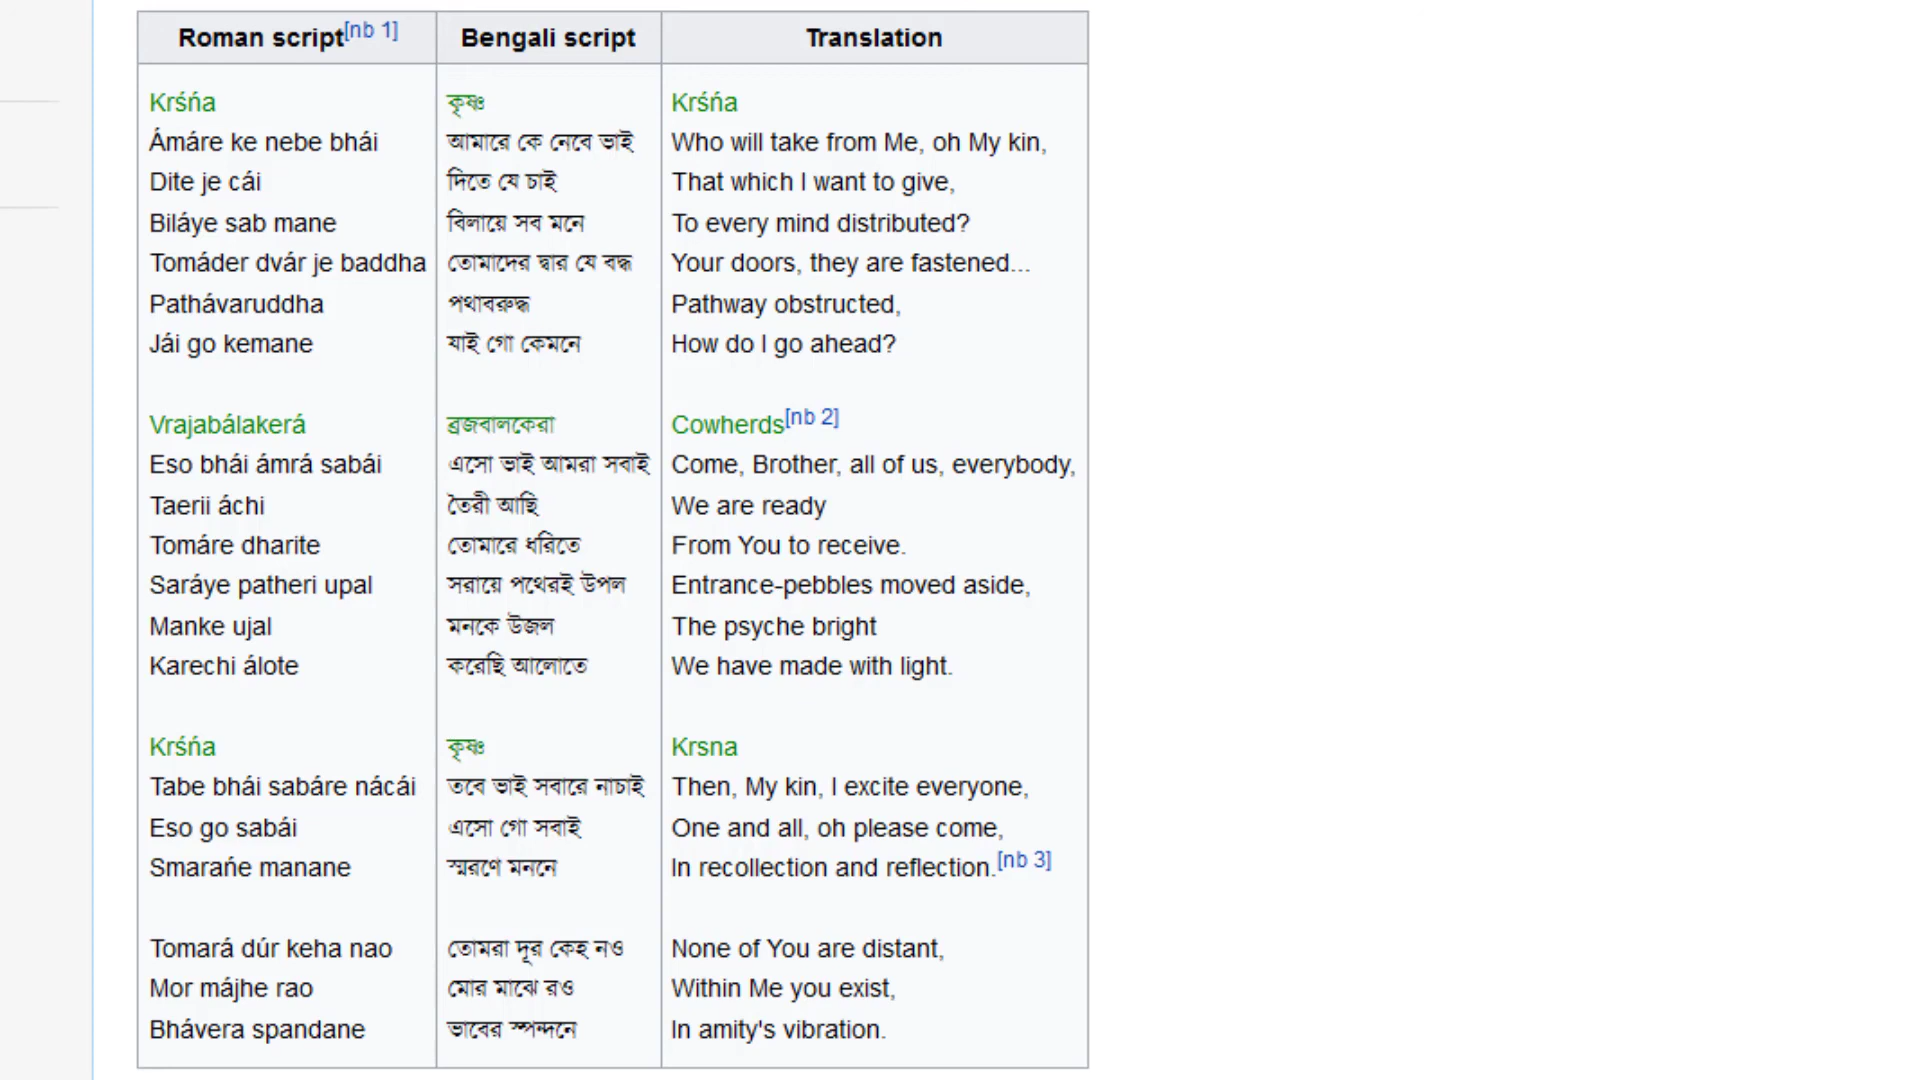 Roman script[nb 1] Bengali script Translation
Krśńa কৃষ্ণ Krśńa
Ámáre ke nebe bhái আমারে কে নেবে ভাই Who will take from Me, oh My kin,
Dite je cái দিতে যে চাই That which I want to give,
Biláye sab mane বিলায়ে সব মনে To every mind distributed?
Tomáder dvár je baddha তোমাদের দ্বার যে বদ্ধ Your doors, they are fastened...
Pathávaruddha পথাবরুদ্ধ Pathway obstructed,
Jái go kemane যাই গো কেমনে How do I go ahead?
Vrajabálakerá ব্রজবালকেরা Cowherds[nb 2]
Eso bhái ámrá sabái এসো ভাই আমরা সবাই Come, Brother, all of us, everybody,
Taerii áchi তৈরী আছি We are ready
Tomáre dharite তোমারে ধরিতে From You to receive.
Saráye patheri upal সরায়ে পথেরই উপল Entrance-pebbles moved aside,
Manke ujal মনকে উজল The psyche bright
Karechi álote করেছি আলোতে We have made with light.
Krśńa কৃষ্ণ Krsna
Tabe bhái sabáre nácái তবে ভাই সবারে নাচাই Then, My kin, I excite everyone,
Eso go sabái এসো গো সবাই One and all, oh please come,
Smarańe manane স্মরণে মননে In recollection and reflection.[nb 3]
Tomará dúr keha nao তোমরা দূর কেহ নও None of You are distant,
Mor májhe rao মোর মাঝে রও Within Me you exist,
Bhávera spandane ভাবের স্পন্দনে In amity's vibration.